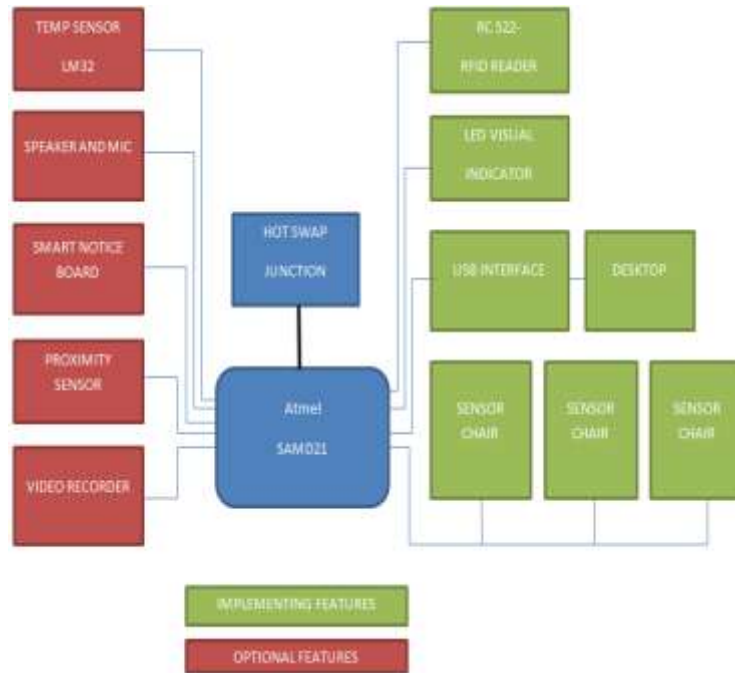 TEMP SENSOR
LM32
SPEAKER AND MIC
SMART NOTICE
BOARD
PROXIMITY
SENSOR
VIDEO RECORDER
HOT SWAP
JUNCTION
Atmel
SAMD21
RC 522-
RFID READER
LED VISUAL
INDICATOR
USB INTERFACE
DESKTOP
SENSOR
CHAIR
SENSOR
CHAIR
SENSOR
CHAIR
IMPLEMENTING FEATURES
OPTIONAL FEATURES